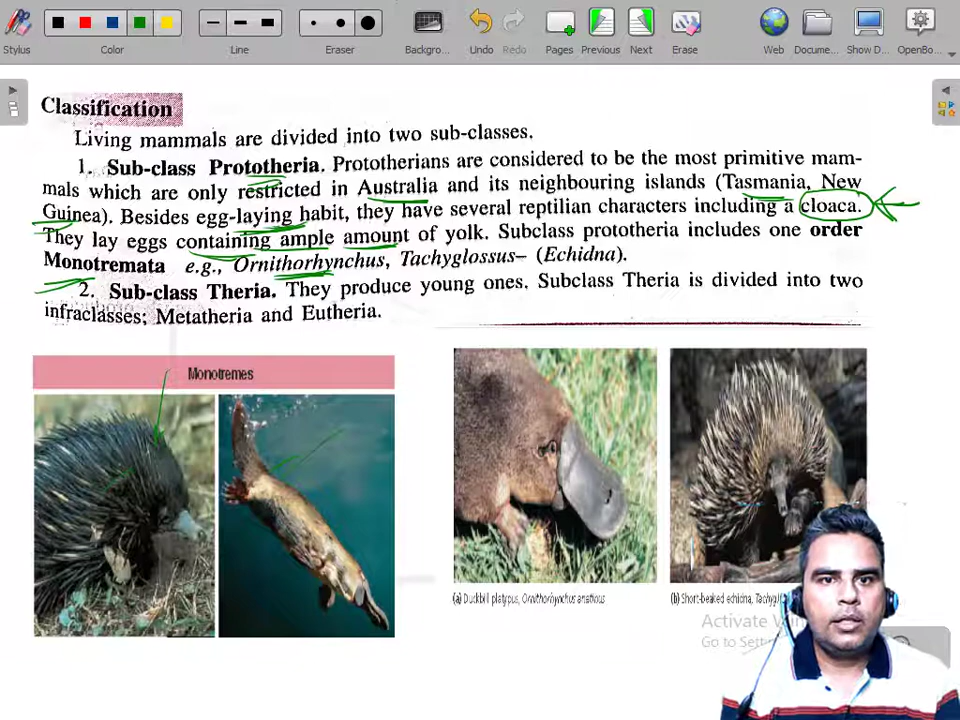 Stylus
Color
Line
Eraser
Backgro...
Undo
Redo
Pages
Previous
Next
Erase
Web
Docume...
Show D...
OpenBo...
Classification
Living mammals are divided into two sub-classes.
1. Sub-class Prototheria. Prototherians are considered to be the most primitive mam-
mals which are only restricted in Australia and its neighbouring islands (Tasmania, New
Guinea). Besides egg-laying habit, they have several reptilian characters including a cloaca.
They lay eggs containing ample amount of yolk. Subclass prototheria includes one order
Monotremata e.g., Ornithorhynchus, Tachyglossus– (Echidna).
2. Sub-class Theria. They produce young ones. Subclass Theria is divided into two
infraclasses; Metatheria and Eutheria.
Monotremes
(a) Duckbill platypus, Ornithorhynchus anatinus
(b) Short-beaked echidna,
Go to